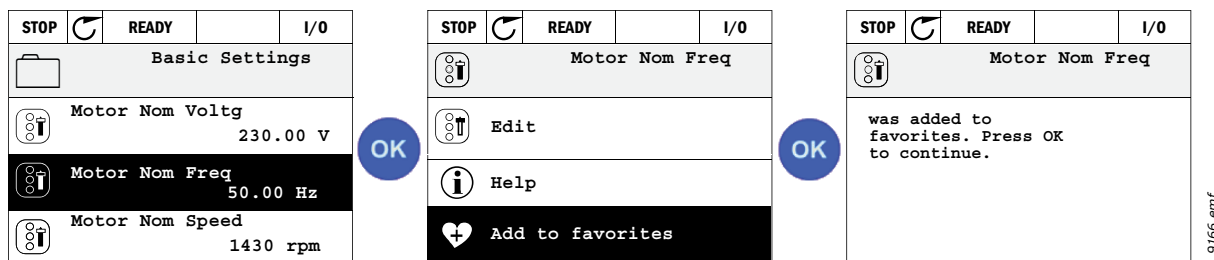 STOP READY I/O
Basic Settings
Motor Nom Voltg
230.00 V
Motor Nom Freq
50.00 Hz
Motor Nom Speed
1430 rpm
OK
STOP READY I/O
Motor Nom Freq
Edit
Help
Add to favorites
OK
STOP READY I/O
Motor Nom Freq
was added to
favorites. Press OK
to continue.
9166.emf